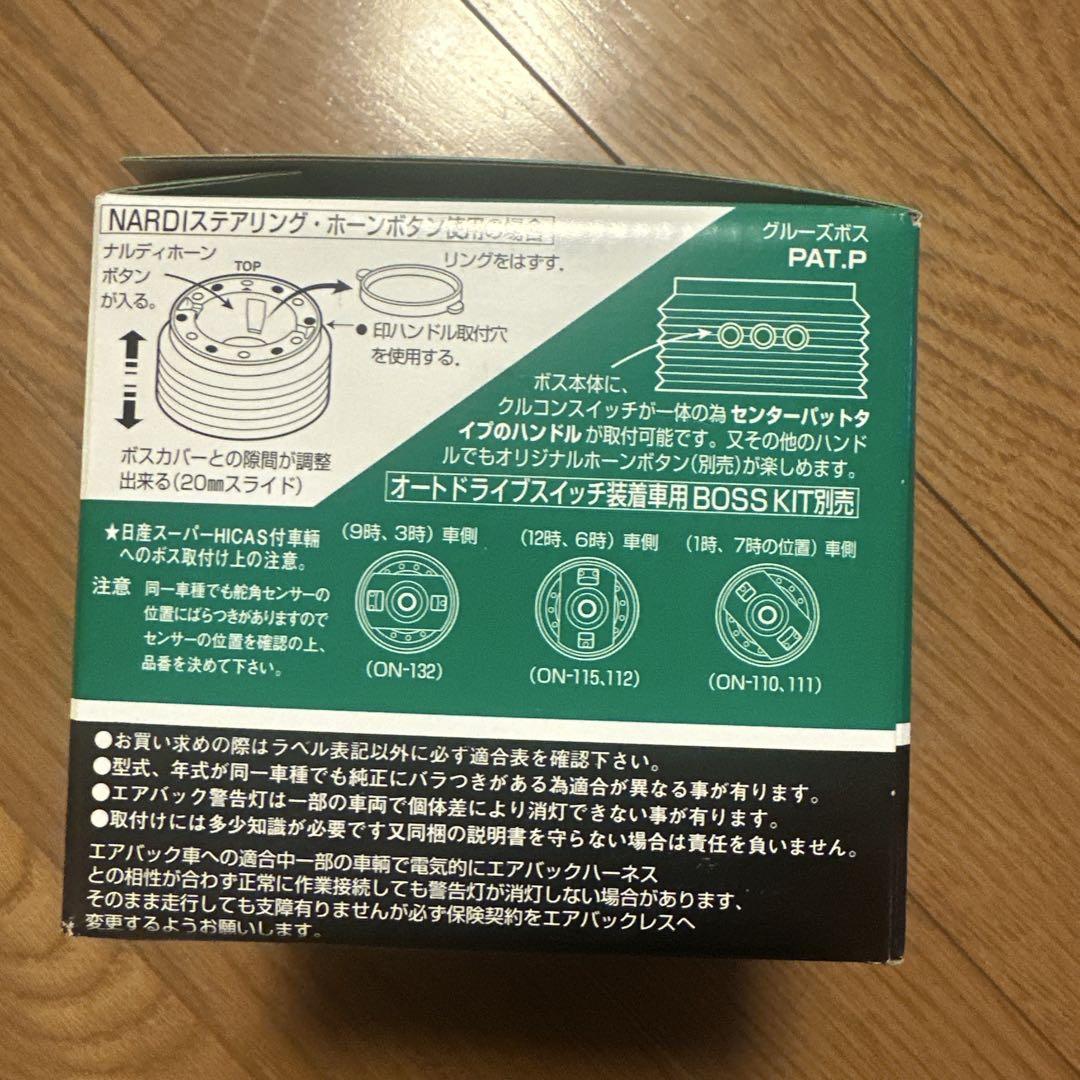 NARDIステアリング・ホーンボタン使用の場合
ナルディホーン
ボタン
が入る。
TOP
リングをはずす.
●印ハンドル取付穴
を使用する.
ボスカバーとの隙間が調整
出来る(20㎜スライド)
グルーズボス
PAT.P
ボス本体に、
クルコンスイッチが一体の為 センターパットタ
イプのハンドル が取付可能です。又その他のハンド
ルでもオリジナルホーンボタン(別売)が楽しめます。
オートドライブスイッチ装着車用 BOSS KIT別売
★日産スーパーHICAS付車輌
へのボス取付け上の注意。
注意 同一車種でも舵角センサーの
位置にばらつきがありますので
センサーの位置を確認の上、
品番を決めて下さい。
(9時、3時) 車側
(ON-132)
(12時、6時) 車側
(ON-115、112)
(1時、7時の位置) 車側
(ON-110、111)
●お買い求めの際はラベル表記以外に必ず適合表を確認下さい。
●型式、年式が同一車種でも純正にバラつきがある為適合が異なる事が有ります。
●エアバック警告灯は一部の車両で個体差により消灯できない事が有ります。
●取付けには多少知識が必要です又同梱の説明書を守らない場合は責任を負いません。
エアバック車への適合中一部の車輌で電気的にエアバックハーネス
との相性が合わず正常に作業接続しても警告灯が消灯しない場合があります、
そのまま走行しても支障有りませんが必ず保険契約をエアバックレスへ
変更するようお願いします。